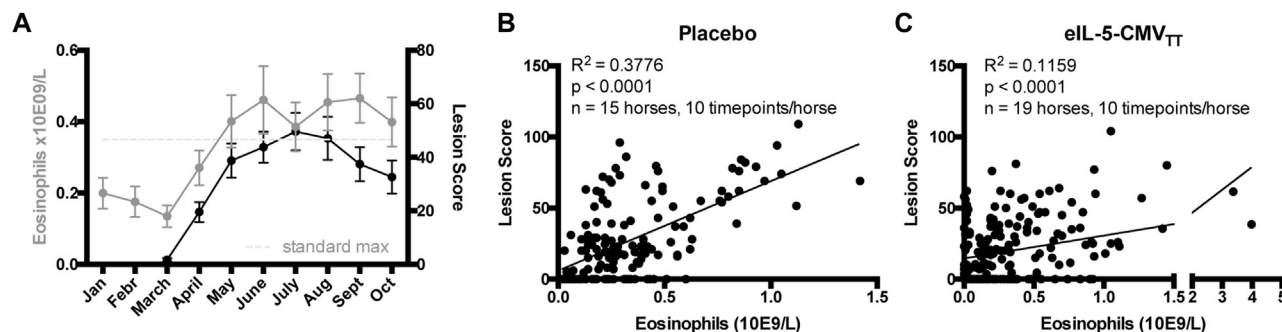 A
Eosinophils x10E09/L
0.6
0.4
0.2
0.0
80
60
40
20
0
Lesion Score
standard max
Jan
Febr
March
April
May
June
July
Aug
Sept
Oct
B
Placebo
R2 = 0.3776
p < 0.0001
n = 15 horses, 10 timepoints/horse
Lesion Score
150
100
50
0
0.0 0.5 1.0 1.5
Eosinophils (10E9/L)
C
eIL-5-CMVTT
R2 = 0.1159
p < 0.0001
n = 19 horses, 10 timepoints/horse
Lesion Score
150
100
50
0
0.0 0.5 1.0 1.5 2 3 4 5
Eosinophils (10E9/L)